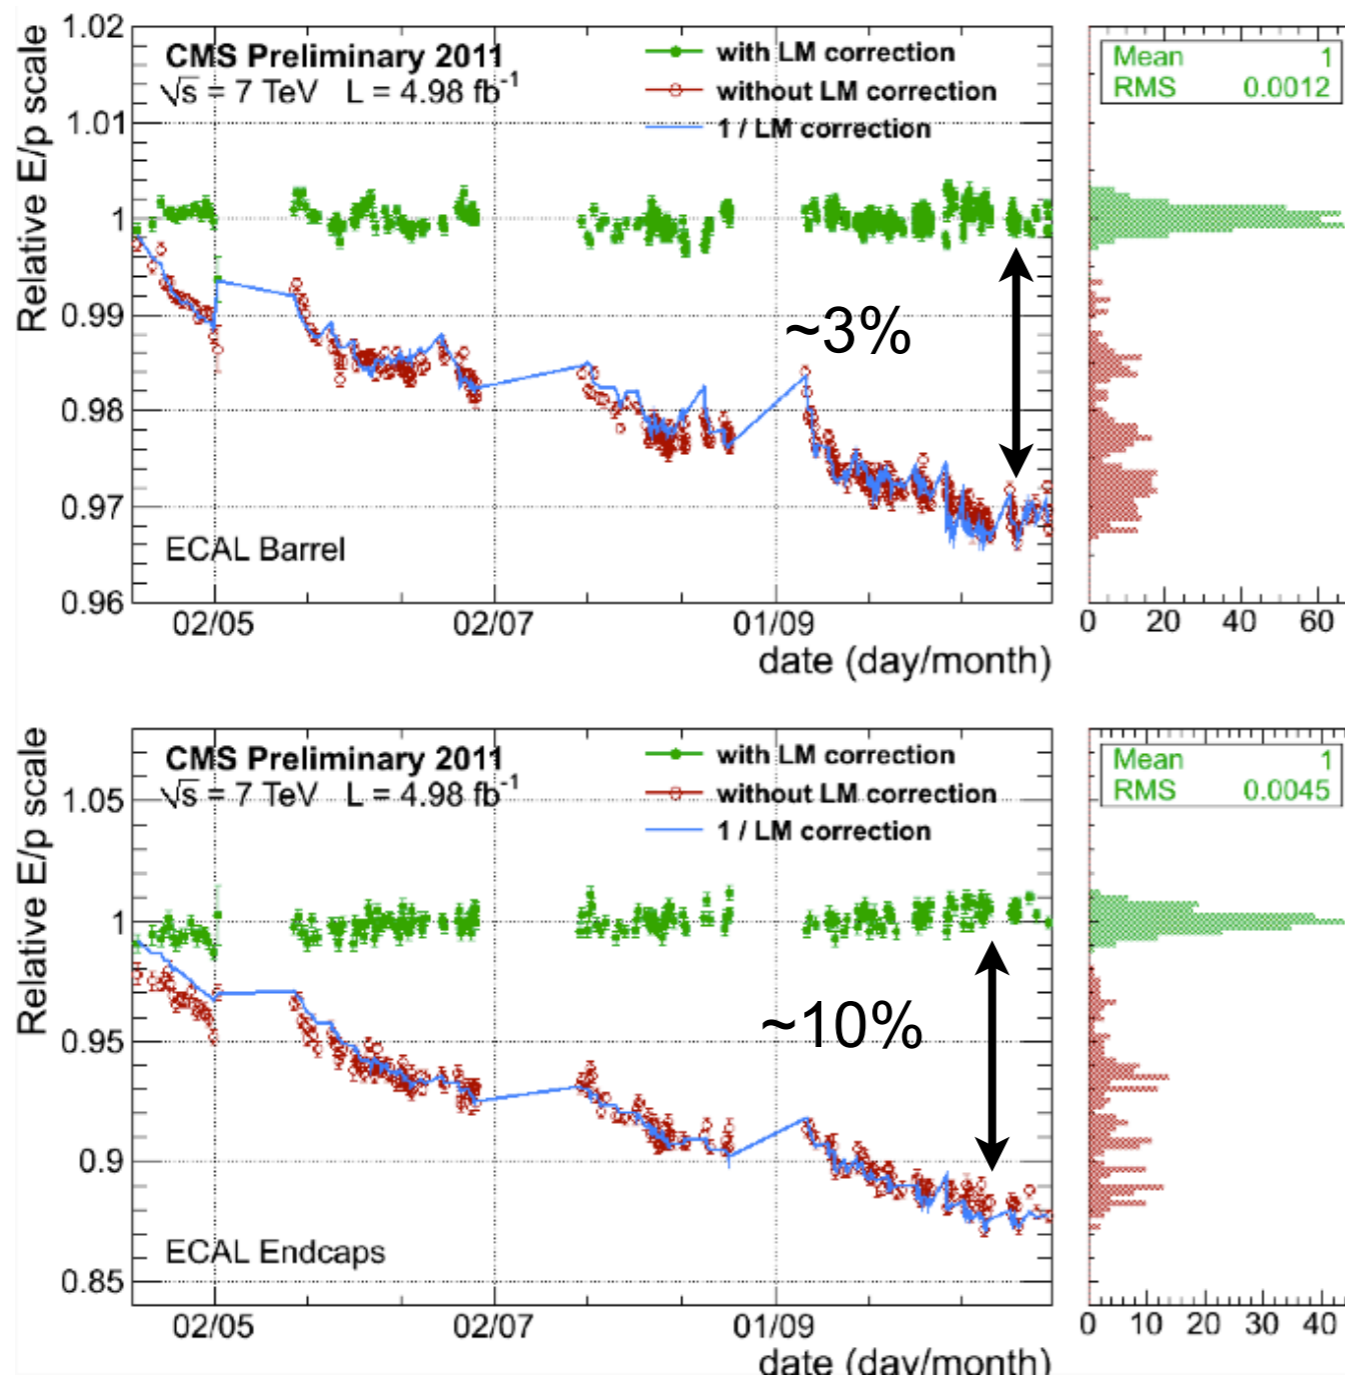 CMS Preliminary 2011
√s = 7 TeV L = 4.98 fb⁻¹
with LM correction
without LM correction
1 / LM correction
Relative E/p scale
1.02
1.01
1
0.99
0.98
0.97
0.96
~3%
ECAL Barrel
02/05 02/07 01/09
date (day/month)
Mean 1
RMS 0.0012
0 20 40 60
CMS Preliminary 2011
√s = 7 TeV L = 4.98 fb⁻¹
with LM correction
without LM correction
1 / LM correction
Relative E/p scale
1.05
1
0.95
0.9
0.85
~10%
ECAL Endcaps
02/05 02/07 01/09
date (day/month)
Mean 1
RMS 0.0045
0 10 20 30 40